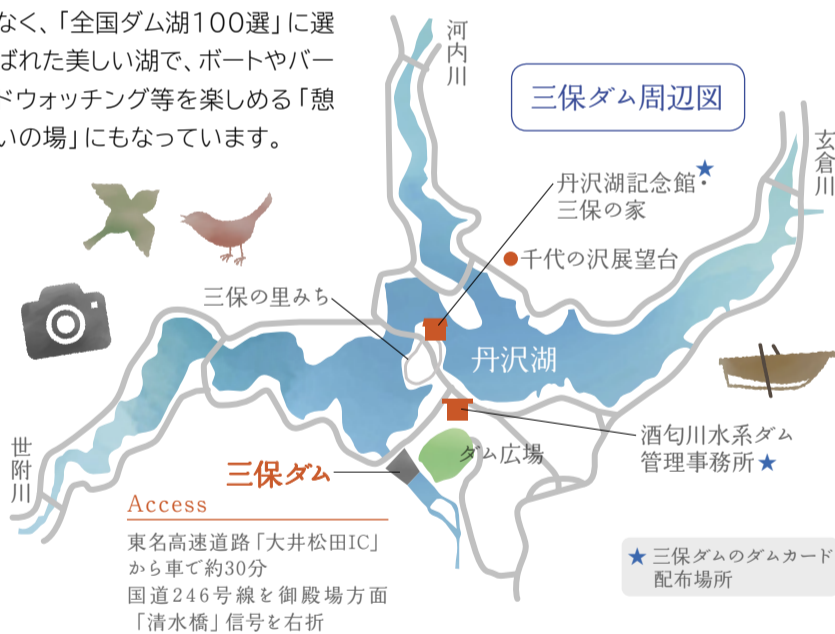 なく、「全国ダム湖100選」に選
ばれた美しい湖で、ボートやバー
ドウォッチング等を楽しめる「憩
いの場」にもなっています。
河内川
三保ダム周辺図
玄倉川
丹沢湖記念館・★
三保の家
千代の沢展望台
三保の里みち
丹沢湖
世附川
酒匂川水系ダム
管理事務所★
ダム広場
三保ダム
Access
東名高速道路「大井松田IC」
から車で約30分
国道246号線を御殿場方面
「清水橋」信号を右折
★ 三保ダムのダムカード
配布場所